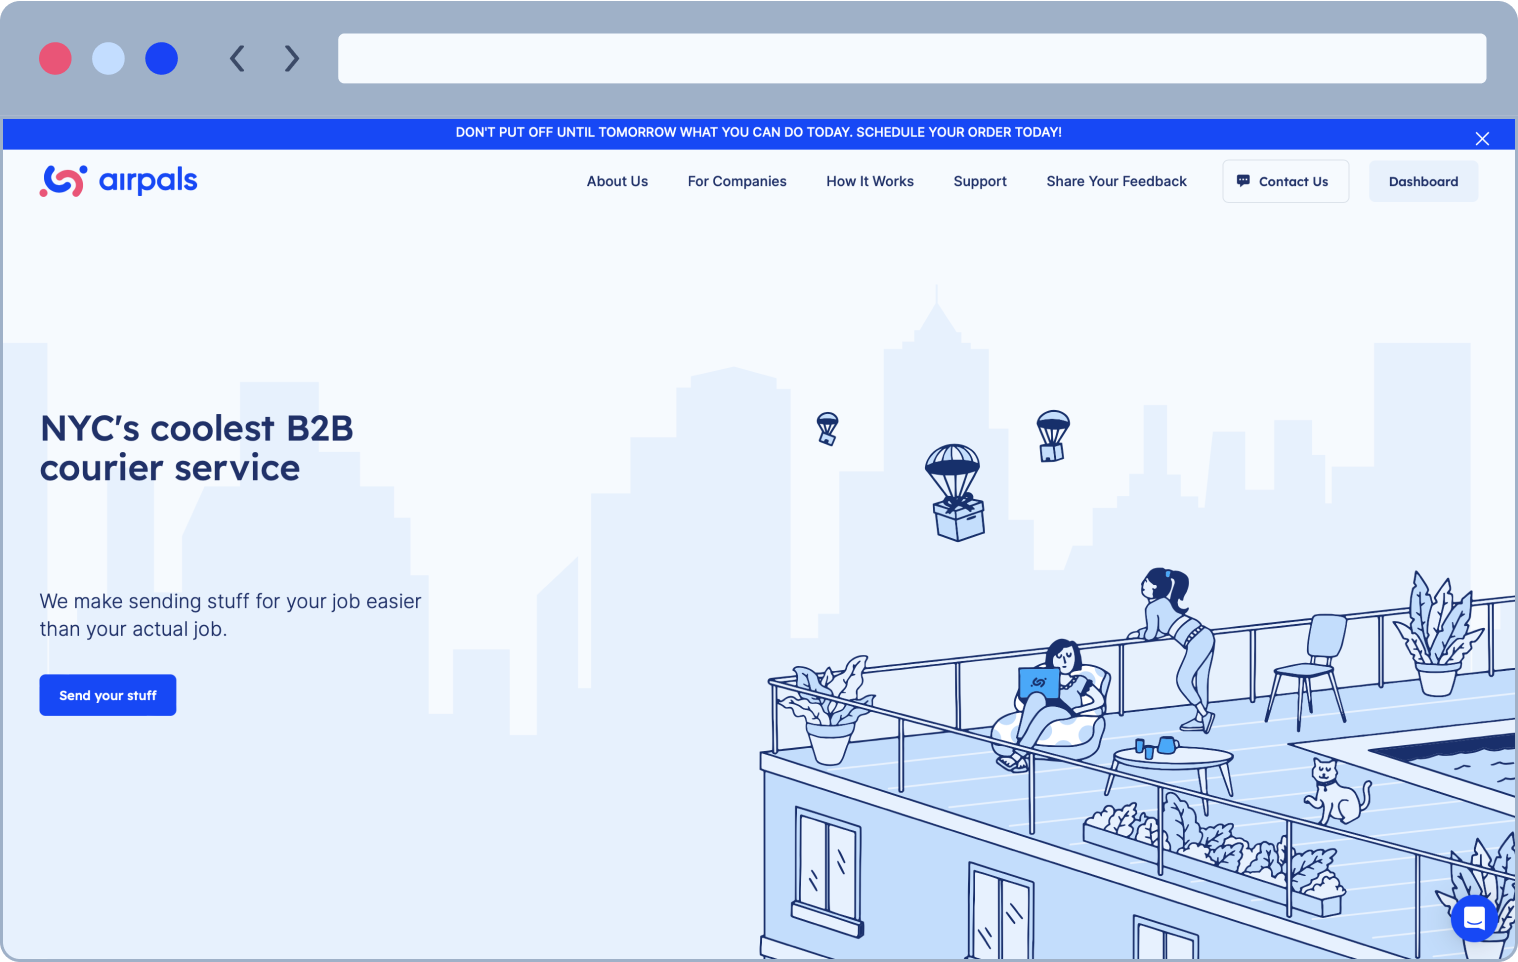 DON'T PUT OFF UNTIL TOMORROW WHAT YOU CAN DO TODAY. SCHEDULE YOUR ORDER TODAY!
airpals
About Us
For Companies
How It Works
Support
Share Your Feedback
Contact Us
Dashboard
NYC's coolest B2B
courier service
We make sending stuff for your job easier
than your actual job.
Send your stuff